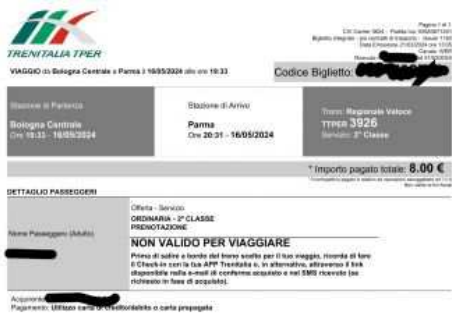 Pagina 1 di 1
TRENITALIA TPER
VIAGGIO da Bologna Centrale a Parma il 16/05/2024 alle ore 19:33
Codice Biglietto:
Stazione di Partenza
Stazione di Arrivo
Treno: Regionale Veloce
Bologna Centrale
Parma
TTPER 3926
Ore 19:33 - 16/05/2024
Ore 20:31 - 16/05/2024
Servizio: 2° Classe
* Importo pagato totale: 8.00 €
DETTAGLIO PASSEGGERI
Nome Passeggero (Adulto)
Offerta - Servizio
ORDINARIA - 2° CLASSE
PRENOTAZIONE
NON VALIDO PER VIAGGIARE
Prima di salire a bordo del treno scelto per il tuo viaggio, ricorda di fare
il Check-in con la tua APP Trenitalia o, in alternativa, attraverso il link
disponibile nella e-mail di conferma acquisto e nel SMS ricevuto (se
richiesto in fase di acquisto).
Acquirente
Pagamento: Utilizzo carta di credito/debito o carta prepagata